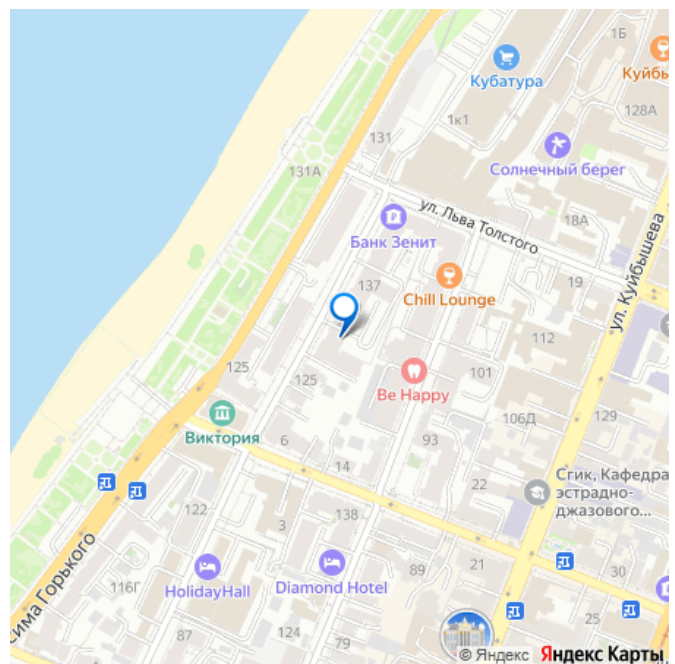 1Б
Куйбы
Кубатура
128А
1к1
131
Солнечный берег
131А
ул. Льва Толстого
18А
Банк Зенит
ул. Куйбышева
137
19
Chill Lounge
112
125
125
Be Happy
101
106Д
129
Виктория
6
93
14
22
Сгик, Кафедра
эстрадно-
джазового...
122
3
138
сима Горького
116Г
HolidayHall
Diamond Hotel
89
21
30
25
87
124
79
© Яндекс Яндекс Карты